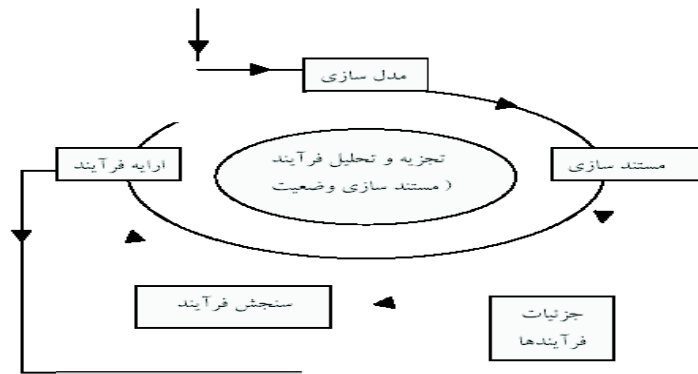 مدل سازی
تجزیه و تحلیل فرآیند
( مستند سازی وضعیت
ارایه فرآیند
مستند سازی
سنجش فرآیند
جزئیات
فرآیندها